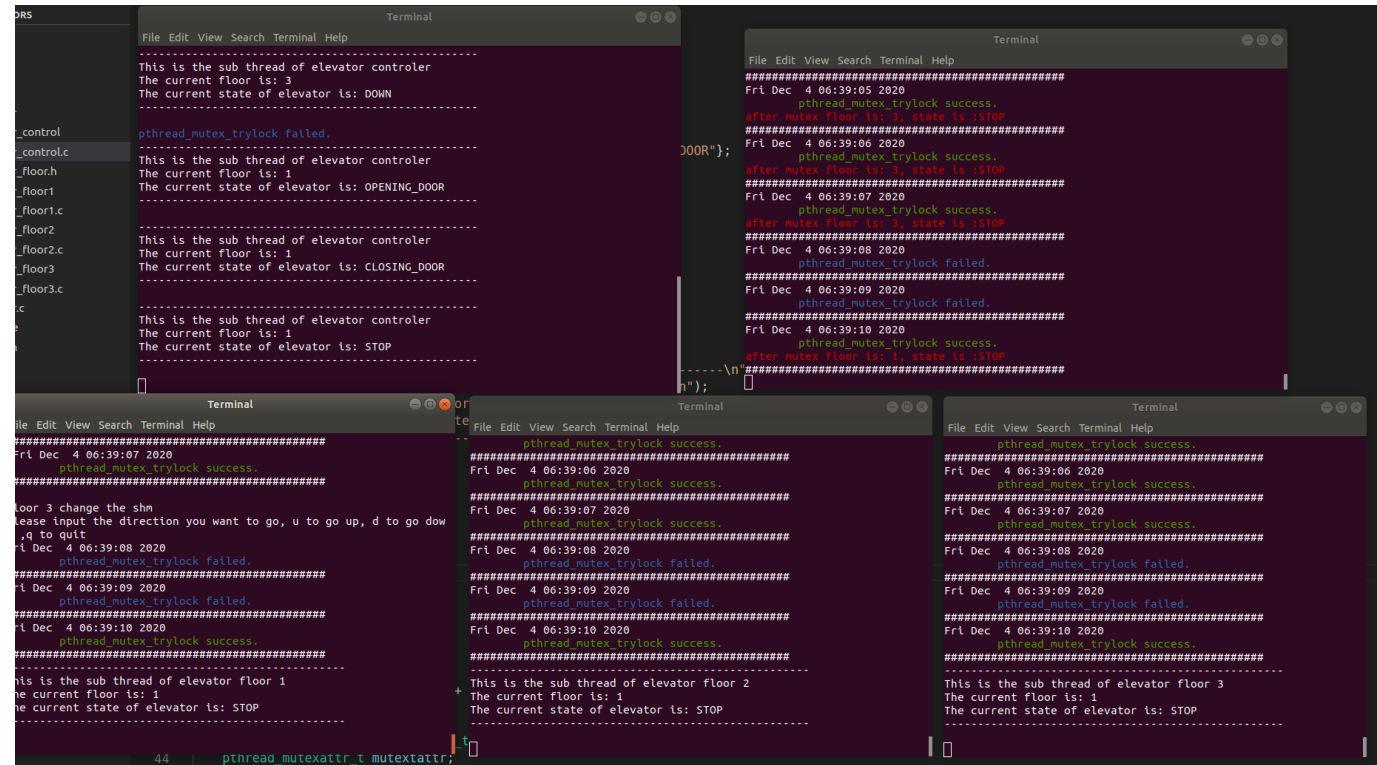 ORS
_control
_control.c
_floor.h
_floor1
_floor1.c
_floor2
_floor2.c
_floor3
_floor3.c
Terminal
File Edit View Search Terminal Help
---------------------------------------------------
This is the sub thread of elevator controler
The current floor is: 3
The current state of elevator is: DOWN
---------------------------------------------------
pthread_mutex_trylock failed.
---------------------------------------------------
This is the sub thread of elevator controler
The current floor is: 1
The current state of elevator is: OPENING_DOOR
---------------------------------------------------
---------------------------------------------------
This is the sub thread of elevator controler
The current floor is: 1
The current state of elevator is: CLOSING_DOOR
---------------------------------------------------
---------------------------------------------------
This is the sub thread of elevator controler
The current floor is: 1
The current state of elevator is: STOP
---------------------------------------------------
DOOR"};
------\n"
n");
Terminal
File Edit View Search Terminal Help
################################################
Fri Dec  4 06:39:05 2020
pthread_mutex_trylock success.
after mutex floor is: 3, state is :STOP
################################################
Fri Dec  4 06:39:06 2020
pthread_mutex_trylock success.
after mutex floor is: 3, state is :STOP
################################################
Fri Dec  4 06:39:07 2020
pthread_mutex_trylock success.
after mutex floor is: 3, state is :STOP
################################################
Fri Dec  4 06:39:08 2020
pthread_mutex_trylock failed.
################################################
Fri Dec  4 06:39:09 2020
pthread_mutex_trylock failed.
################################################
Fri Dec  4 06:39:10 2020
pthread_mutex_trylock success.
after mutex floor is: 1, state is :STOP
################################################
Terminal
ile Edit View Search Terminal Help
################################################
Fri Dec  4 06:39:07 2020
pthread_mutex_trylock success.
################################################
loor 3 change the shm
lease input the direction you want to go, u to go up, d to go dow
,q to quit
ri Dec  4 06:39:08 2020
pthread_mutex_trylock failed.
################################################
ri Dec  4 06:39:09 2020
pthread_mutex_trylock failed.
################################################
ri Dec  4 06:39:10 2020
pthread_mutex_trylock success.
################################################
---------------------------------------------------
his is the sub thread of elevator floor 1
he current floor is: 1
he current state of elevator is: STOP
---------------------------------------------------
Terminal
File Edit View Search Terminal Help
pthread_mutex_trylock success.
################################################
Fri Dec  4 06:39:06 2020
pthread_mutex_trylock success.
################################################
Fri Dec  4 06:39:07 2020
pthread_mutex_trylock success.
################################################
Fri Dec  4 06:39:08 2020
pthread_mutex_trylock failed.
################################################
Fri Dec  4 06:39:09 2020
pthread_mutex_trylock failed.
################################################
Fri Dec  4 06:39:10 2020
pthread_mutex_trylock success.
################################################
---------------------------------------------------
This is the sub thread of elevator floor 2
The current floor is: 1
The current state of elevator is: STOP
---------------------------------------------------
Terminal
File Edit View Search Terminal Help
pthread_mutex_trylock success.
################################################
Fri Dec  4 06:39:06 2020
pthread_mutex_trylock success.
################################################
Fri Dec  4 06:39:07 2020
pthread_mutex_trylock success.
################################################
Fri Dec  4 06:39:08 2020
pthread_mutex_trylock failed.
################################################
Fri Dec  4 06:39:09 2020
pthread_mutex_trylock failed.
################################################
Fri Dec  4 06:39:10 2020
pthread_mutex_trylock success.
################################################
---------------------------------------------------
This is the sub thread of elevator floor 3
The current floor is: 1
The current state of elevator is: STOP
---------------------------------------------------
44 pthread_mutexattr_t mutextattr;